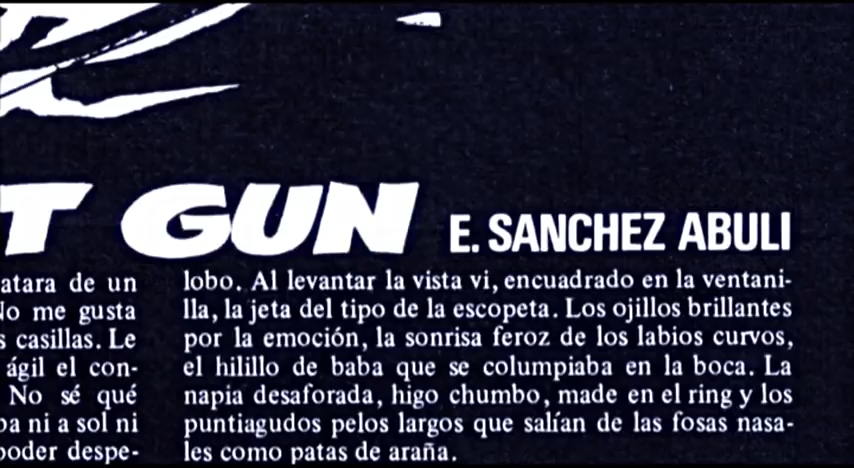 T GUN E. SANCHEZ ABULI
atara de un
No me gusta
s casillas. Le
ágil el con-
No sé qué
ba ni a sol ni
poder despe-
lobo. Al levantar la vista vi, encuadrado en la ventani-
lla, la jeta del tipo de la escopeta. Los ojillos brillantes
por la emoción, la sonrisa feroz de los labios curvos,
el hilillo de baba que se columpiaba en la boca. La
napia desaforada, higo chumbo, made en el ring y los
puntiagudos pelos largos que salían de las fosas nasa-
les como patas de araña.